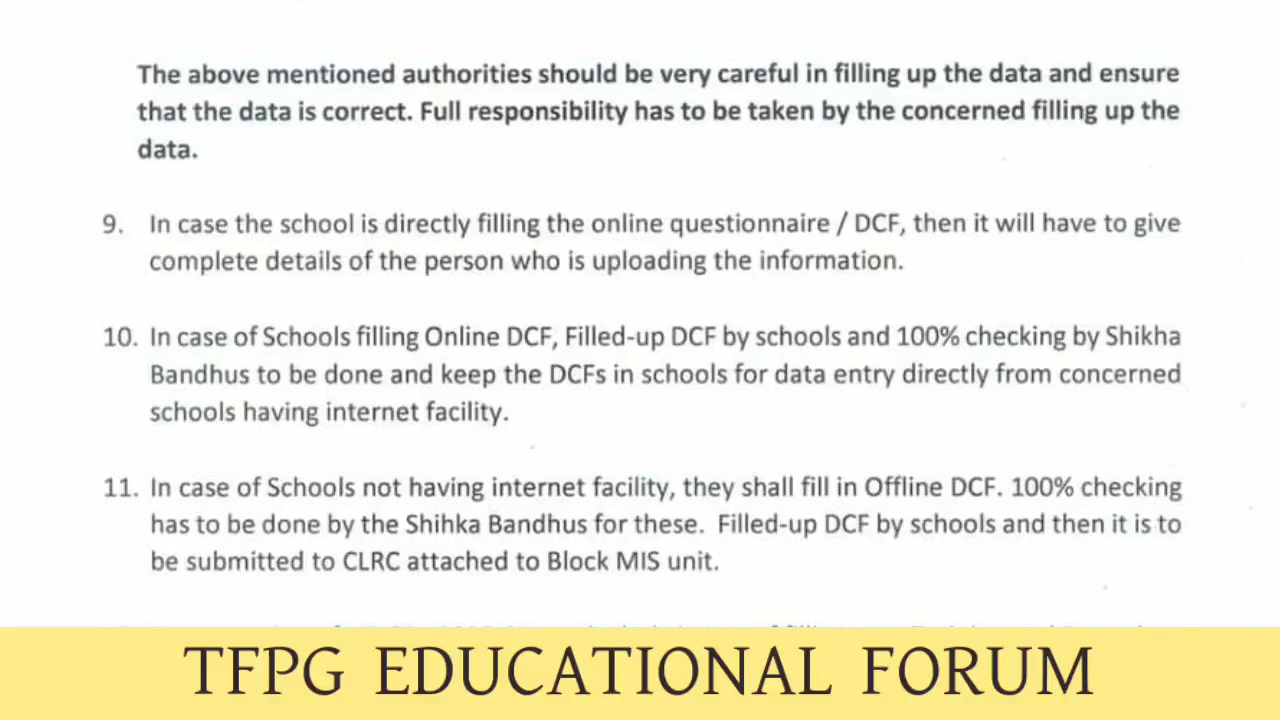 The above mentioned authorities should be very careful in filling up the data and ensure
that the data is correct. Full responsibility has to be taken by the concerned filling up the
data.
9. In case the school is directly filling the online questionnaire / DCF, then it will have to give
complete details of the person who is uploading the information.
10. In case of Schools filling Online DCF, Filled-up DCF by schools and 100% checking by Shikha
Bandhus to be done and keep the DCFs in schools for data entry directly from concerned
schools having internet facility.
11. In case of Schools not having internet facility, they shall fill in Offline DCF. 100% checking
has to be done by the Shihka Bandhus for these. Filled-up DCF by schools and then it is to
be submitted to CLRC attached to Block MIS unit.
TFPG EDUCATIONAL FORUM